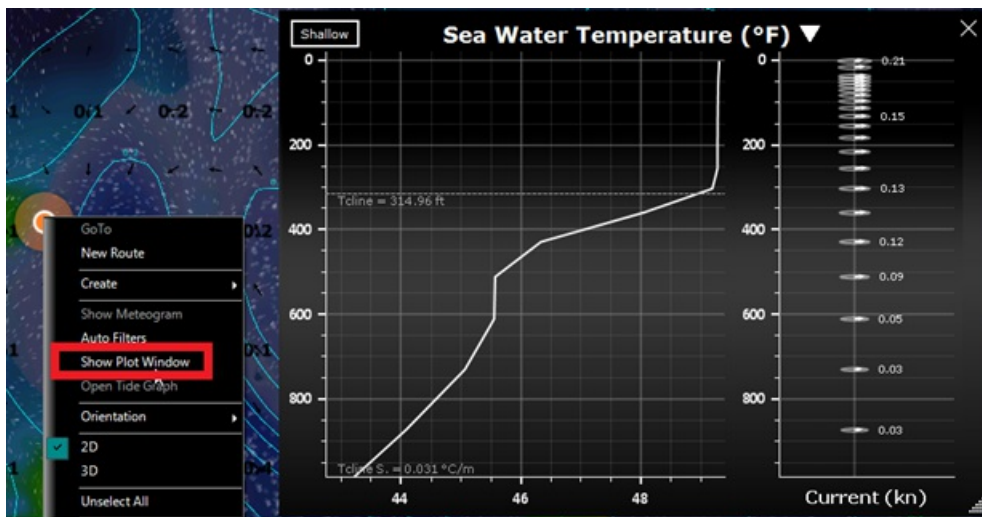 0.1
0.2
0.2
GoTo
New Route
Create
Show Meteogram
Auto Filters
Show Plot Window
Open Tide Graph
Orientation
2D
3D
Unselect All
Shallow
Sea Water Temperature (°F) ▼
0
200
400
600
800
Tcline = 314.96 ft
Tcline S. = 0.031 °C/m
44 46 48
0
200
400
600
800
0.21
0.15
0.13
0.12
0.09
0.05
0.03
0.03
Current (kn)